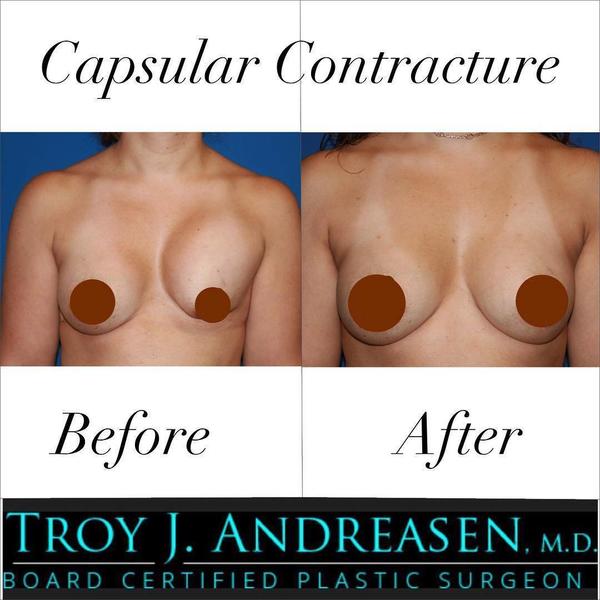 Capsular Contracture
Before
After
TROY J. ANDREASEN, M.D.
BOARD CERTIFIED PLASTIC SURGEON